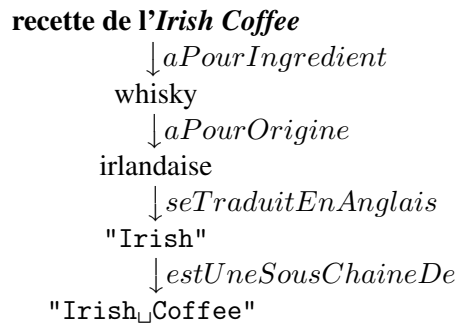 recette de l'Irish Coffee
↓ aPourIngredient
whisky
↓ aPourOrigine
irlandaise
↓ seTraduitEnAnglais
"Irish"
↓ estUneSousChaineDe
"Irish␣Coffee"